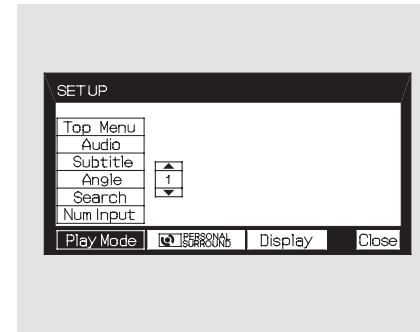 SETUP
Top Menu
Audio
Subtitle
Angle
1
Search
Num Input
Play Mode PERSONAL SURROUND Display Close